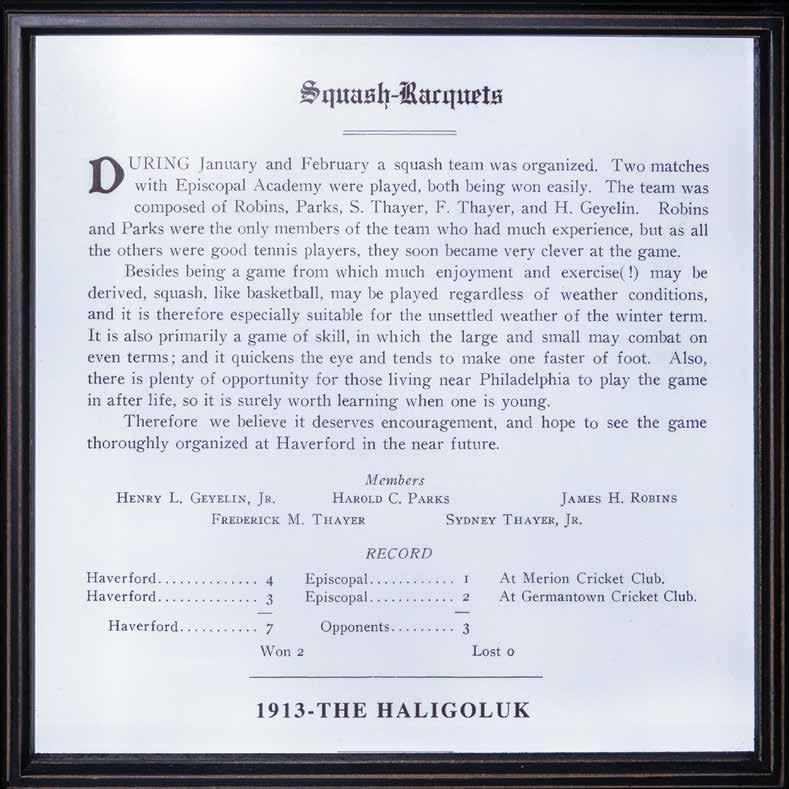 Squash-Racquets
DURING January and February a squash team was organized. Two matches
with Episcopal Academy were played, both being won easily. The team was
composed of Robins, Parks, S. Thayer, F. Thayer, and H. Geyelin. Robins
and Parks were the only members of the team who had much experience, but as all
the others were good tennis players, they soon became very clever at the game.
Besides being a game from which much enjoyment and exercise(!) may be
derived, squash, like basketball, may be played regardless of weather conditions,
and it is therefore especially suitable for the unsettled weather of the winter term.
It is also primarily a game of skill, in which the large and small may combat on
even terms; and it quickens the eye and tends to make one faster of foot. Also,
there is plenty of opportunity for those living near Philadelphia to play the game
in after life, so it is surely worth learning when one is young.
Therefore we believe it deserves encouragement, and hope to see the game
thoroughly organized at Haverford in the near future.
Members
HENRY L. GEYELIN, JR. HAROLD C. PARKS JAMES H. ROBINS
FREDERICK M. THAYER SYDNEY THAYER, JR.
RECORD
Haverford.............. 4 Episcopal............ 1 At Merion Cricket Club.
Haverford.............. 3 Episcopal............ 2 At Germantown Cricket Club.
Haverford........... 7 Opponents......... 3
Won 2 Lost 0
1913-THE HALIGOLUK